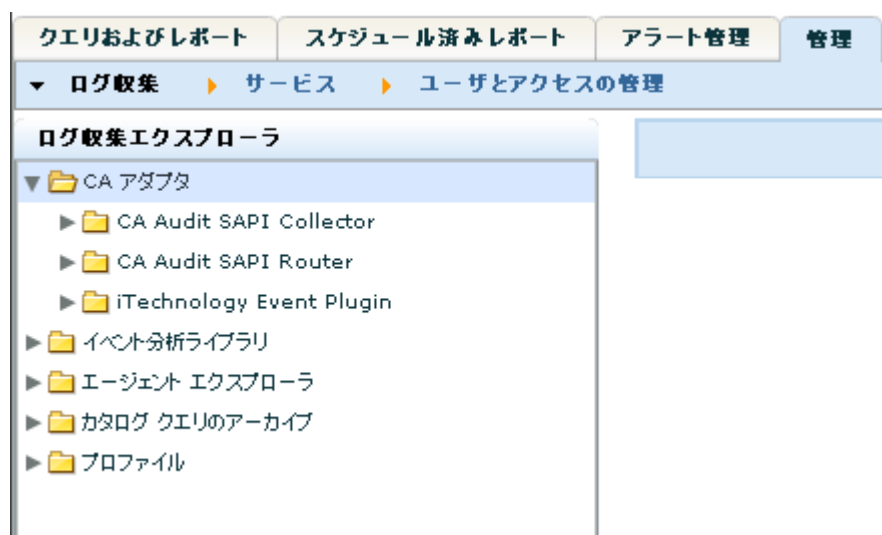 クエリおよびレポート スケジュール済みレポート アラート管理 管理
ログ収集 サービス ユーザとアクセスの管理
ログ収集エクスプローラ
CA アダプタ
CA Audit SAPI Collector
CA Audit SAPI Router
iTechnology Event Plugin
イベント分析ライブラリ
エージェント エクスプローラ
カタログ クエリのアーカイブ
プロファイル